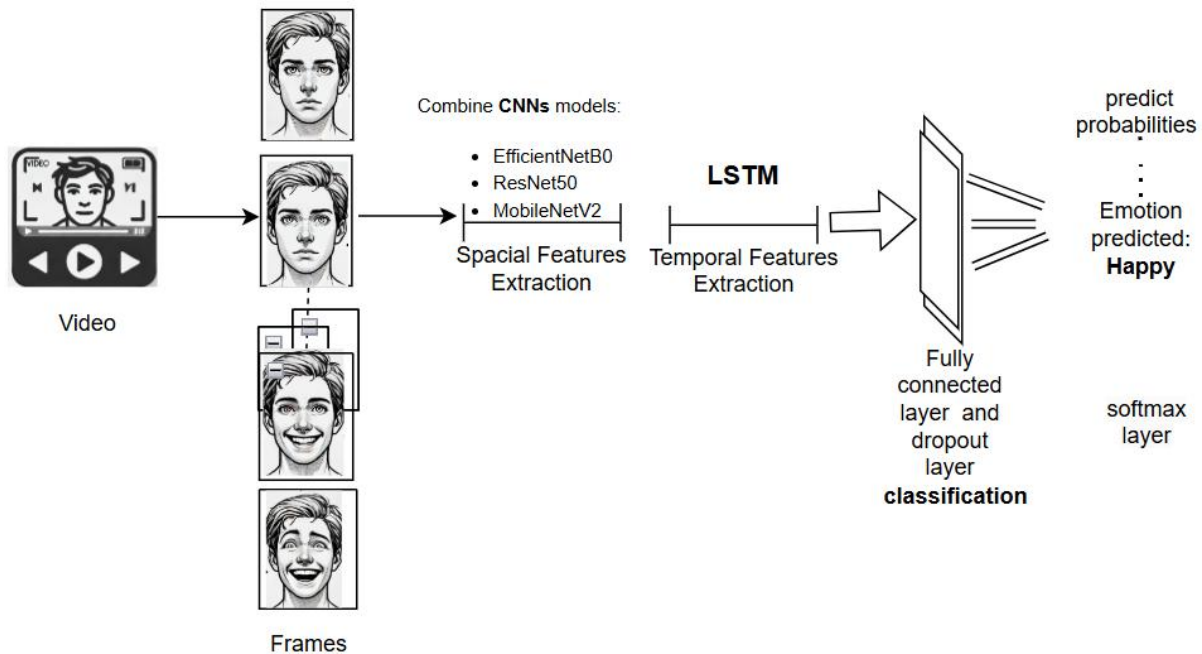 VIDEO
Video
Frames
Combine CNNs models:
• EfficientNetB0
• ResNet50
• MobileNetV2
Spacial Features
Extraction
LSTM
Temporal Features
Extraction
Fully
connected
layer and
dropout
layer
classification
predict
probabilities
Emotion
predicted:
Happy
softmax
layer